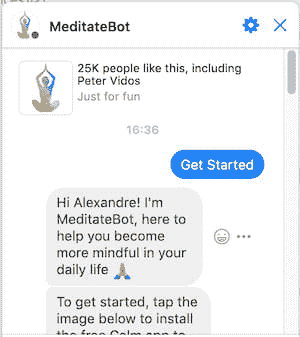 MeditateBot
25K people like this, including
Peter Vidos
Just for fun
16:36
Get Started
Hi Alexandre! I'm
MeditateBot, here to
help you become
more mindful in your
daily life 🙏🏽
To get started, tap the
image below to install
the free Calm app to